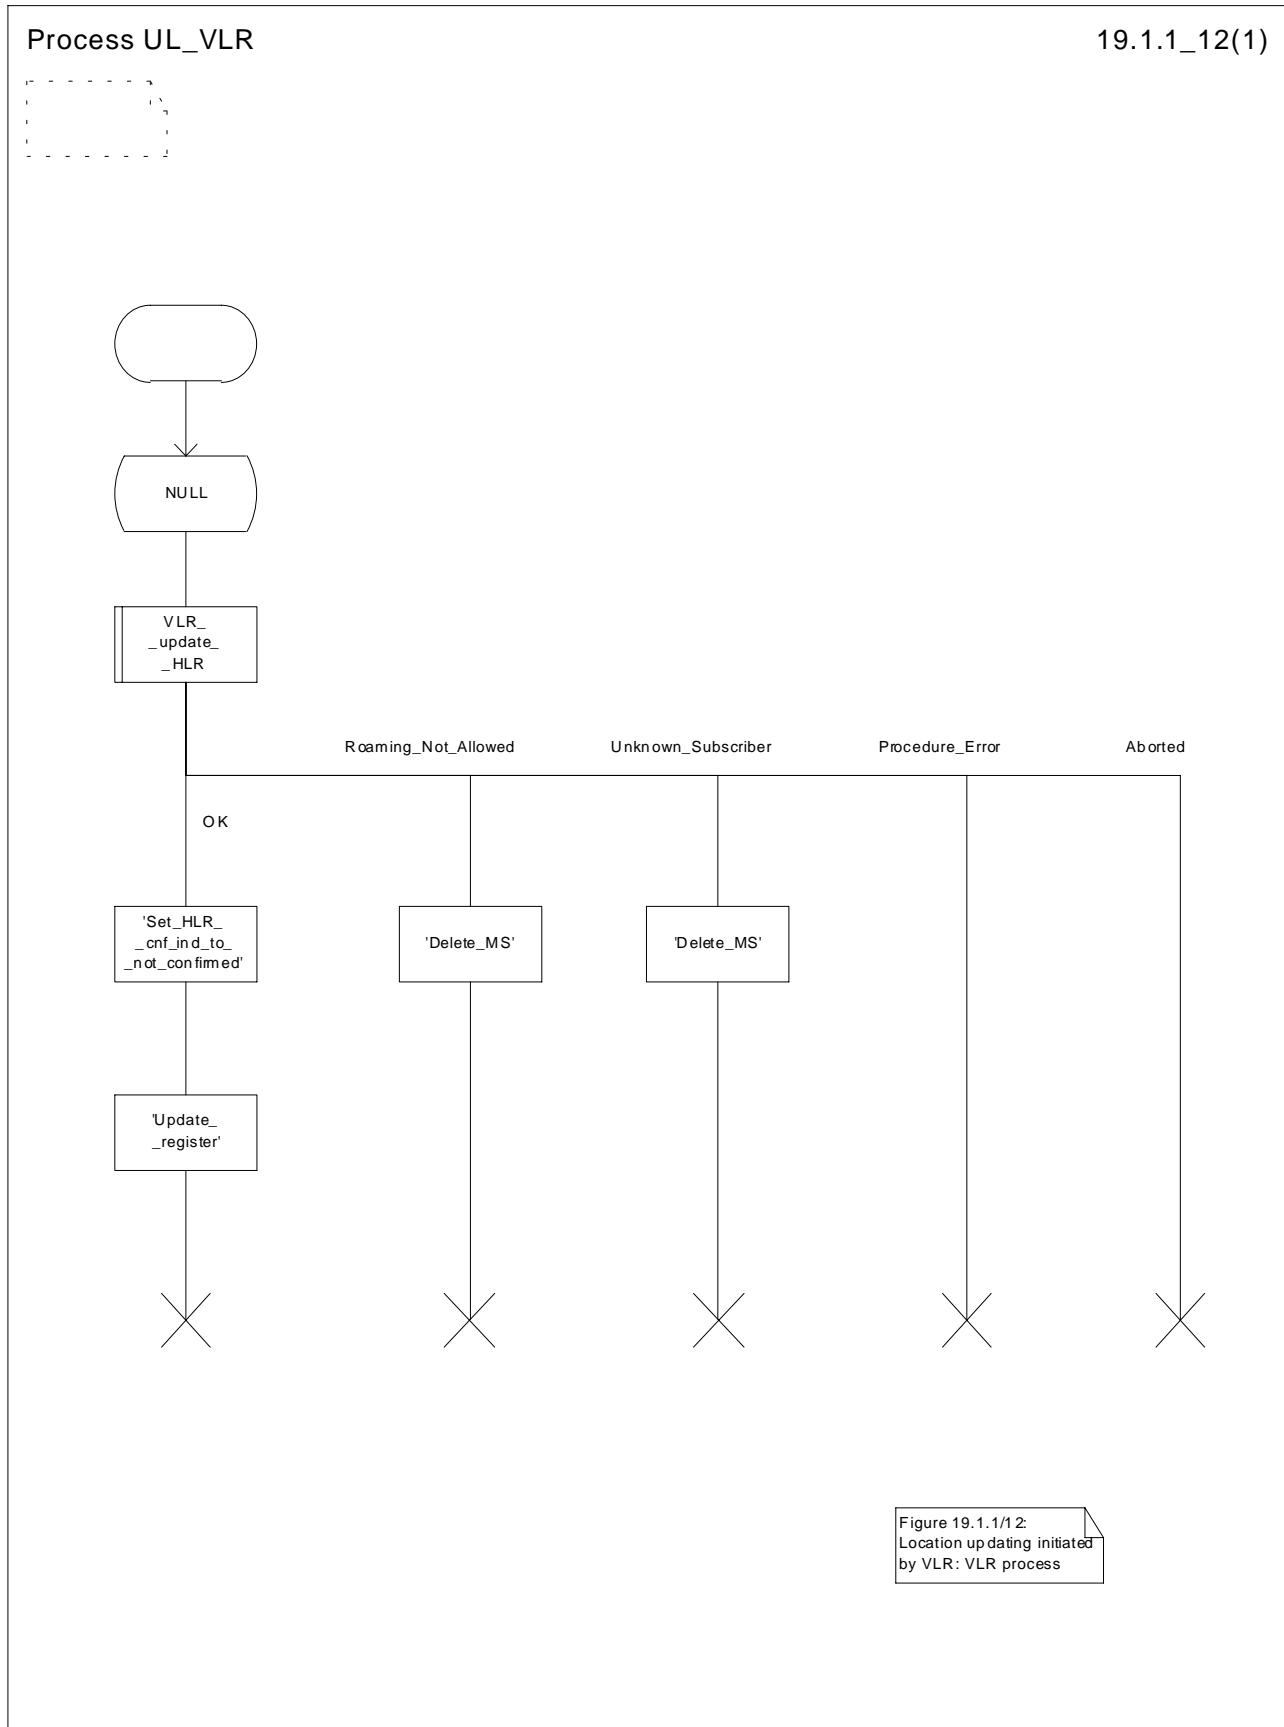 Process UL_VLR
19.1.1_12(1)
NULL
VLR_
_update_
_HLR
Roaming_Not_Allowed
Unknown_Subscriber
Procedure_Error
Aborted
OK
'Set_HLR_
_cnf_ind_to_
_not_confirmed'
'Delete_MS'
'Delete_MS'
'Update_
_register'
Figure 19.1.1/12:
Location updating initiated
by VLR: VLR process